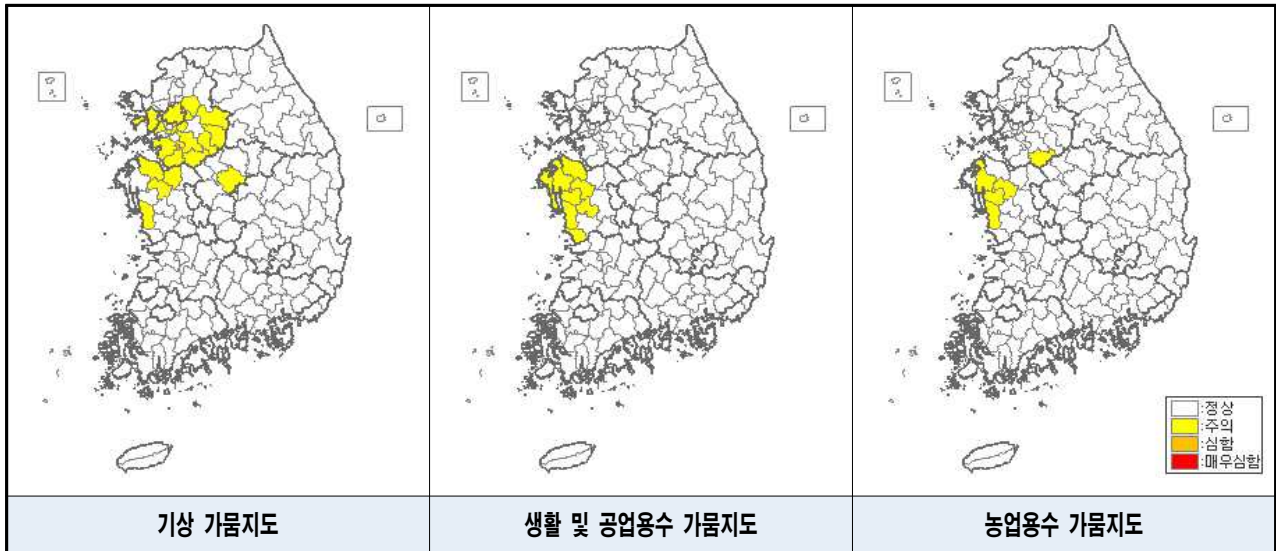 :정상
:주의
:심함
:매우심함
기상 가뭄지도
생활 및 공업용수 가뭄지도
농업용수 가뭄지도